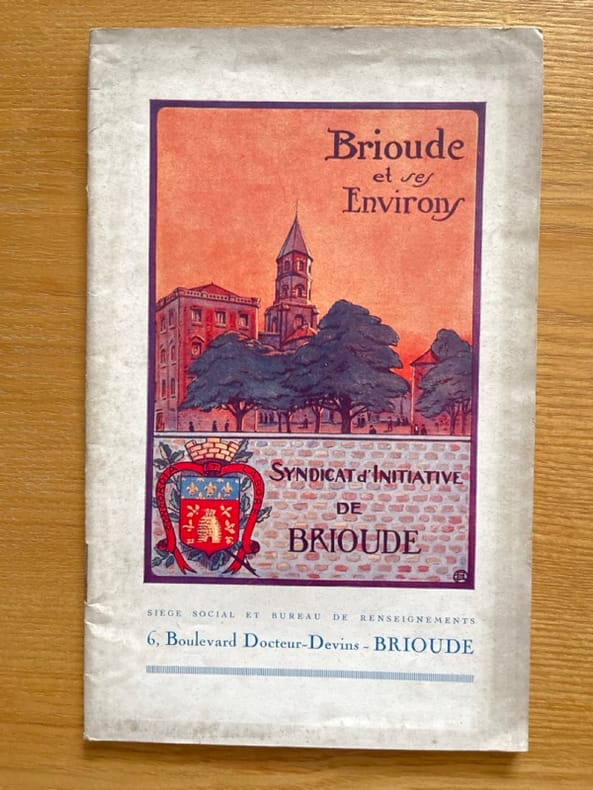 Brioude
et ses
Environs
SYNDICAT d'INITIATIVE
DE
BRIOUDE
SIEGE SOCIAL ET BUREAU DE RENSEIGNEMENTS
6, Boulevard Docteur-Devins - BRIOUDE